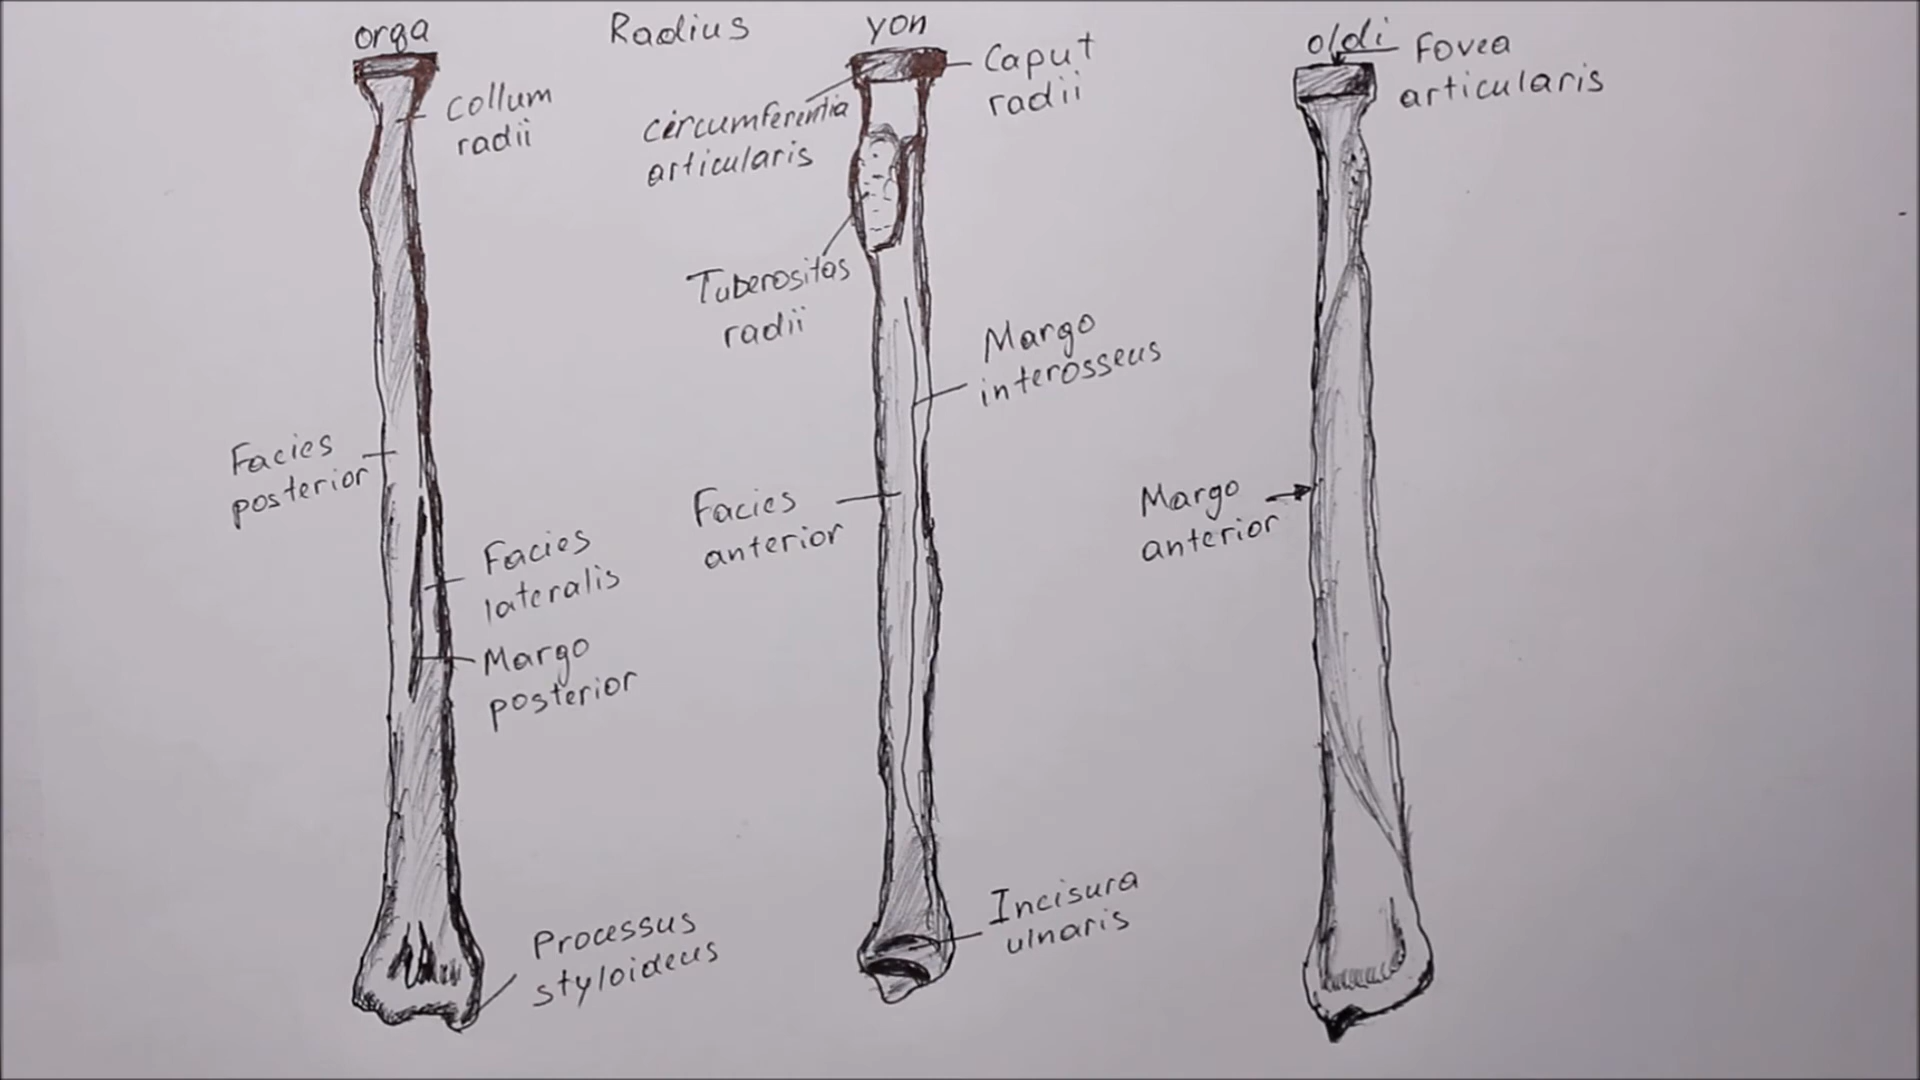 orqa
Radius
yon
oldi
Collum
radii
circumferentia
articularis
Caput
radii
Fovea
articularis
Tuberositas
radii
Margo
interosseus
Facies
posterior
Facies
anterior
Margo
anterior
Facies
lateralis
Margo
posterior
Processus
styloideus
Incisura
ulnaris